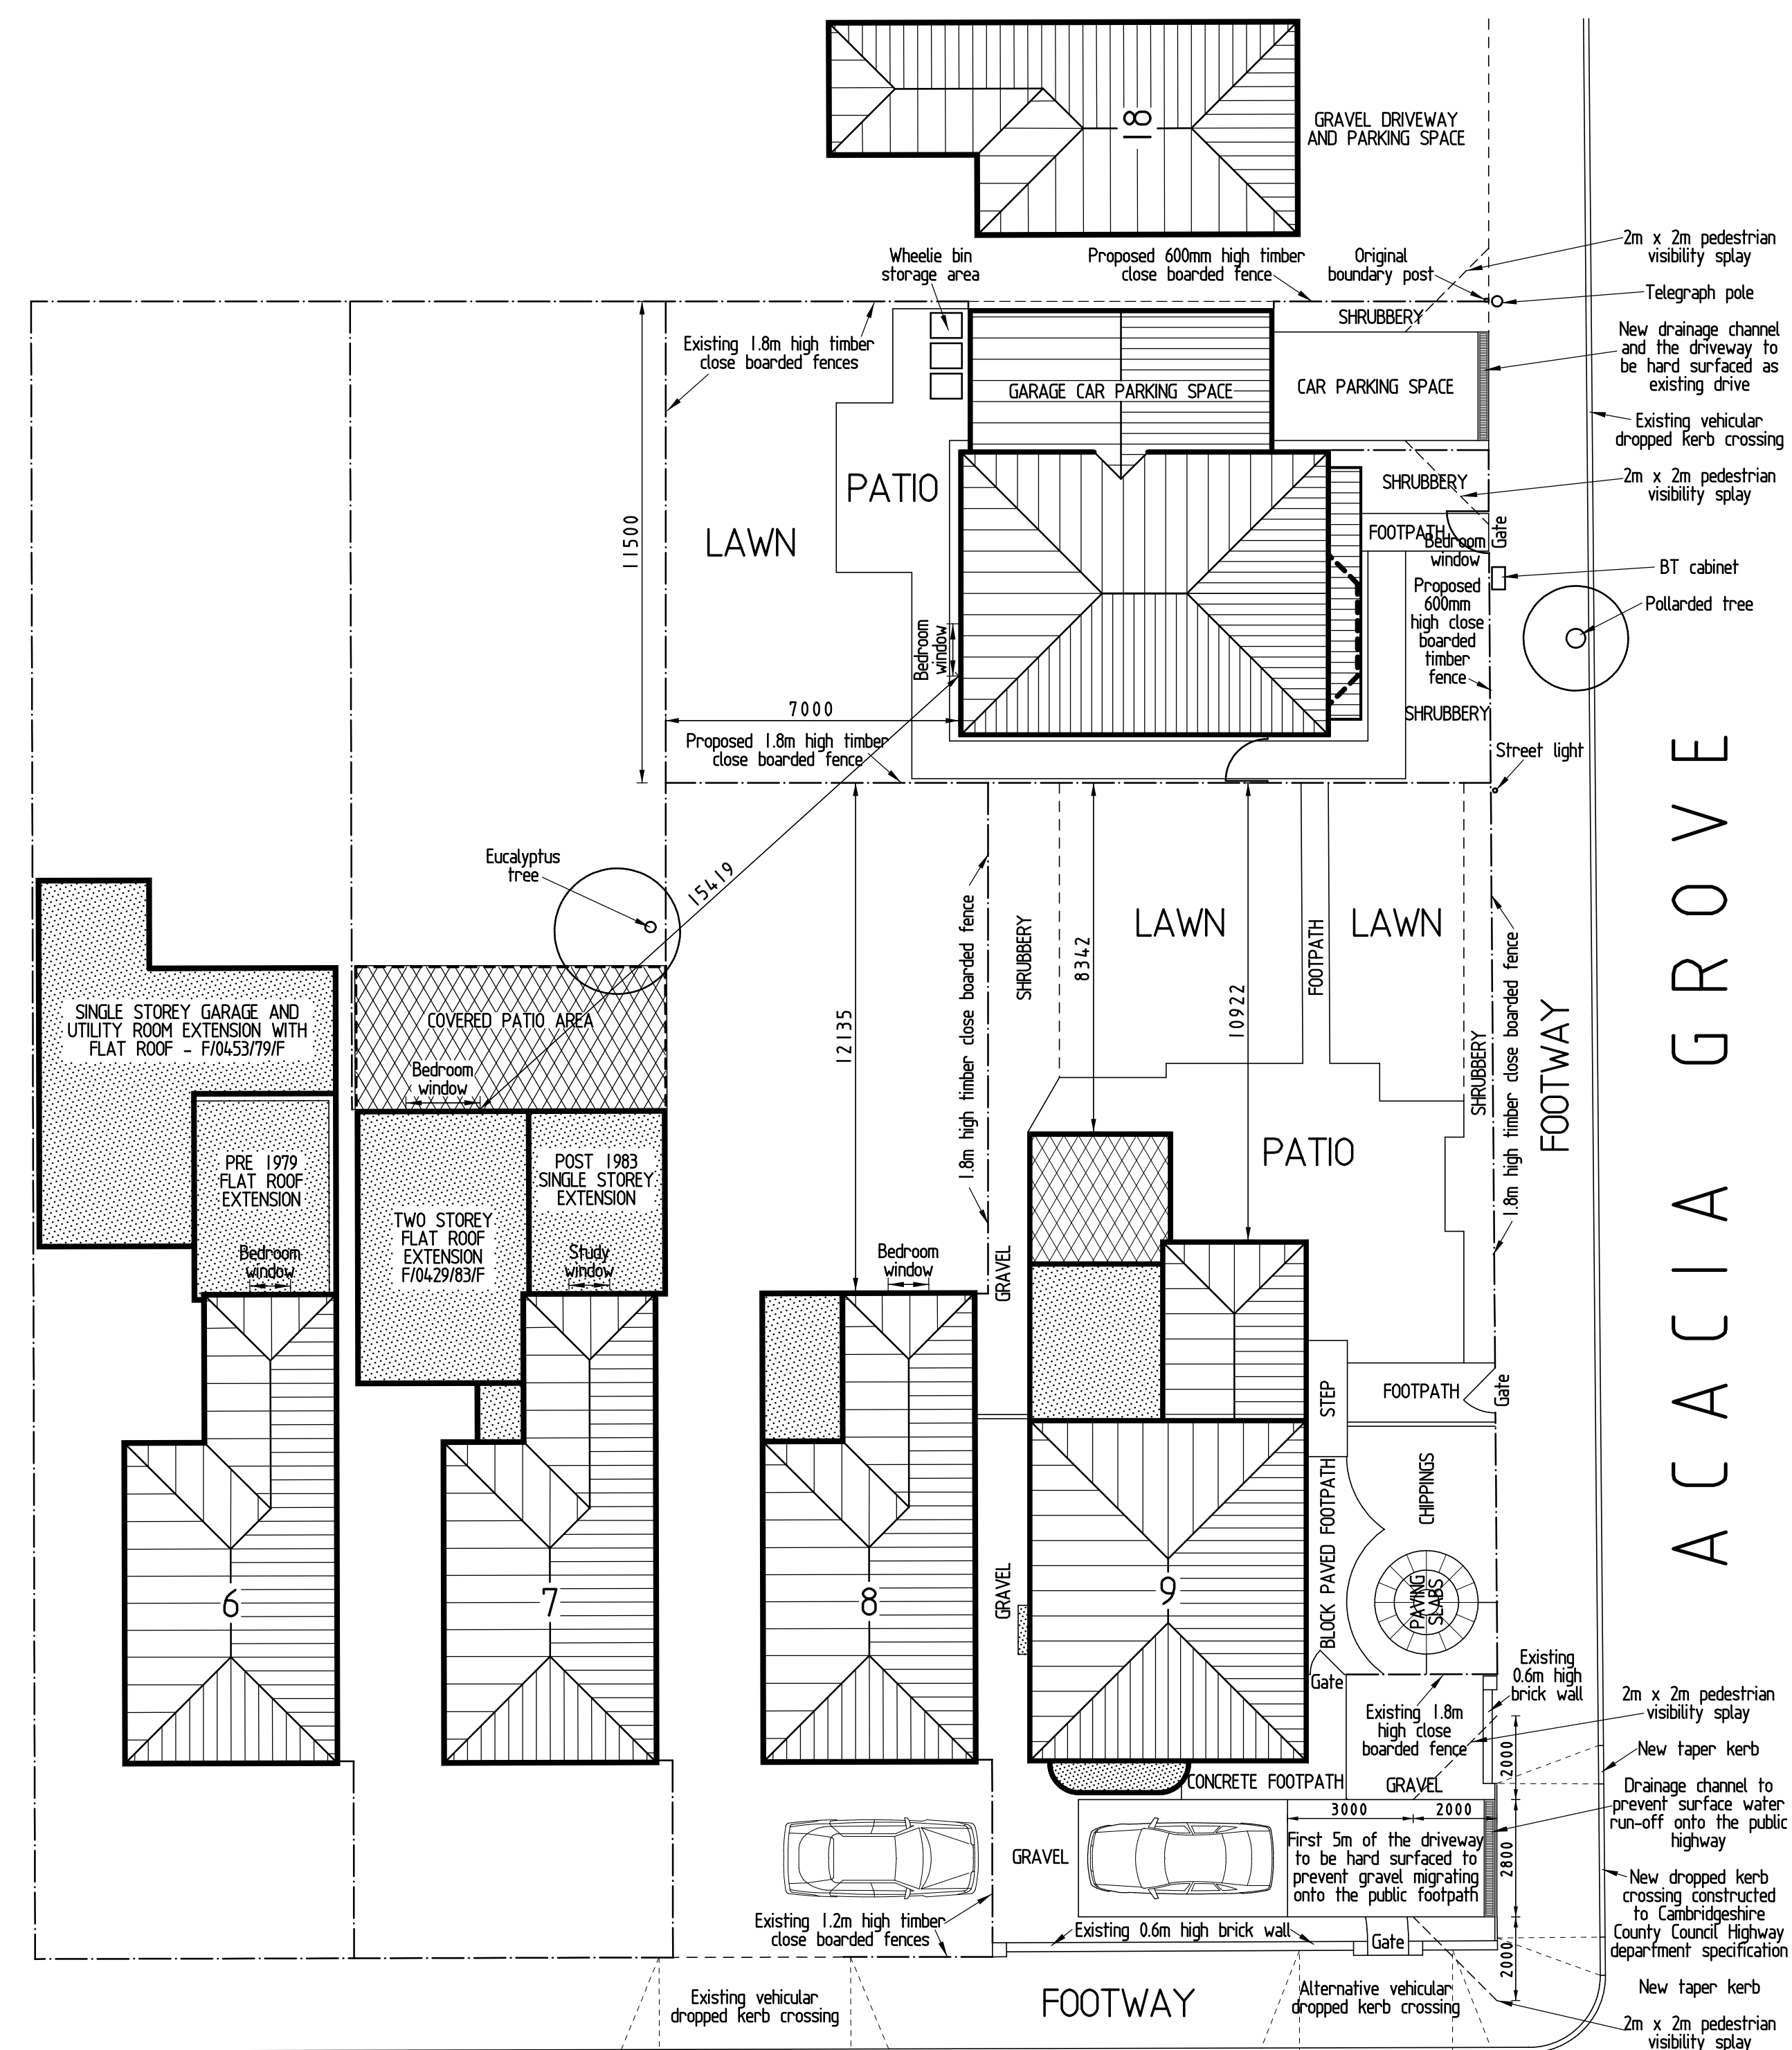 18
GRAVEL DRIVEWAY
AND PARKING SPACE
2m x 2m pedestrian
visibility splay
Wheelie bin
storage area
Proposed 600mm high timber
close boarded fence
Original
boundary post
Telegraph pole
SHRUBBERY
Existing 1.8m high timber
close boarded fences
New drainage channel
and the driveway to
be hard surfaced as
existing drive
GARAGE CAR PARKING SPACE
CAR PARKING SPACE
Existing vehicular
dropped kerb crossing
PATIO
SHRUBBERY
2m x 2m pedestrian
visibility splay
11500
LAWN
FOOTPATH
Gate
Bedroom
window
BT cabinet
Proposed
600mm
high close
boarded
timber
fence
Pollarded tree
Bedroom
window
7000
SHRUBBERY
Proposed 1.8m high timber
close boarded fence
Street light
ACACIA GROVE
Eucalyptus
tree
15419
12135
1.8m high timber close boarded fence
SHRUBBERY
8342
LAWN
10922
FOOTPATH
LAWN
SHRUBBERY
1.8m high timber close boarded fence
FOOTWAY
SINGLE STOREY GARAGE AND
UTILITY ROOM EXTENSION WITH
FLAT ROOF - F/0453/79/F
COVERED PATIO AREA
Bedroom
window
PRE 1979
FLAT ROOF
EXTENSION
Bedroom
window
TWO STOREY
FLAT ROOF
EXTENSION
F/0429/83/F
POST 1983
SINGLE STOREY
EXTENSION
Study
window
Bedroom
window
GRAVEL
PATIO
STEP
FOOTPATH
Gate
BLOCK PAVED FOOTPATH
CHIPPINGS
PAVING
SLABS
6
7
8
GRAVEL
9
Gate
Existing
0.6m high
brick wall
2m x 2m pedestrian
visibility splay
Existing 1.8m
high close
boarded fence
2000
New taper kerb
CONCRETE FOOTPATH
GRAVEL
Drainage channel to
prevent surface water
run-off onto the public
highway
3000
2000
First 5m of the driveway
to be hard surfaced to
prevent gravel migrating
onto the public footpath
2800
GRAVEL
New dropped kerb
crossing constructed
to Cambridgeshire
County Council Highway
department specification
Existing 1.2m high timber
close boarded fences
Existing 0.6m high brick wall
Gate
2000
New taper kerb
Existing vehicular
dropped kerb crossing
FOOTWAY
Alternative vehicular
dropped kerb crossing
2m x 2m pedestrian
visibility splay